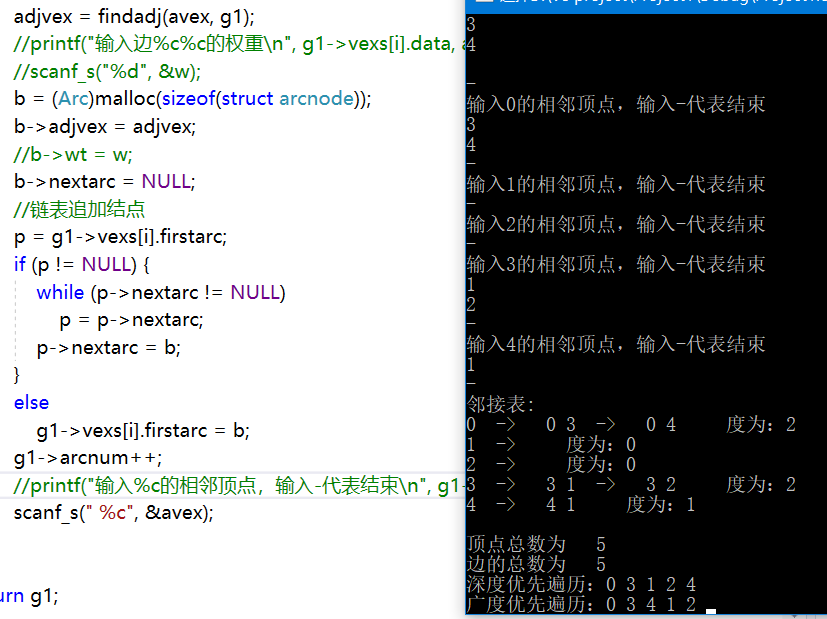 adjvex = findadj(avex, g1);
//printf("输入边%c%c的权重\n", g1->vexs[i].data,
//scanf_s("%d", &w);
b = (Arc)malloc(sizeof(struct arcnode));
b->adjvex = adjvex;
//b->wt = w;
b->nextarc = NULL;
//链表追加结点
p = g1->vexs[i].firstarc;
if (p != NULL) {
while (p->nextarc != NULL)
p = p->nextarc;
p->nextarc = b;
}
else
g1->vexs[i].firstarc = b;
g1->arcnum++;
//printf("输入%c的相邻顶点，输入-代表结束\n", g1-
scanf_s(" %c", &avex);
urn g1;
3
4
-
输入0的相邻顶点，输入-代表结束
3
4
-
输入1的相邻顶点，输入-代表结束
-
输入2的相邻顶点，输入-代表结束
-
输入3的相邻顶点，输入-代表结束
1
2
-
输入4的相邻顶点，输入-代表结束
1
-
邻接表:
0 -> 0 3 -> 0 4 度为: 2
1 -> 度为: 0
2 -> 度为: 0
3 -> 3 1 -> 3 2 度为: 2
4 -> 4 1 度为: 1
顶点总数为 5
边的总数为 5
深度优先遍历: 0 3 1 2 4
广度优先遍历: 0 3 4 1 2